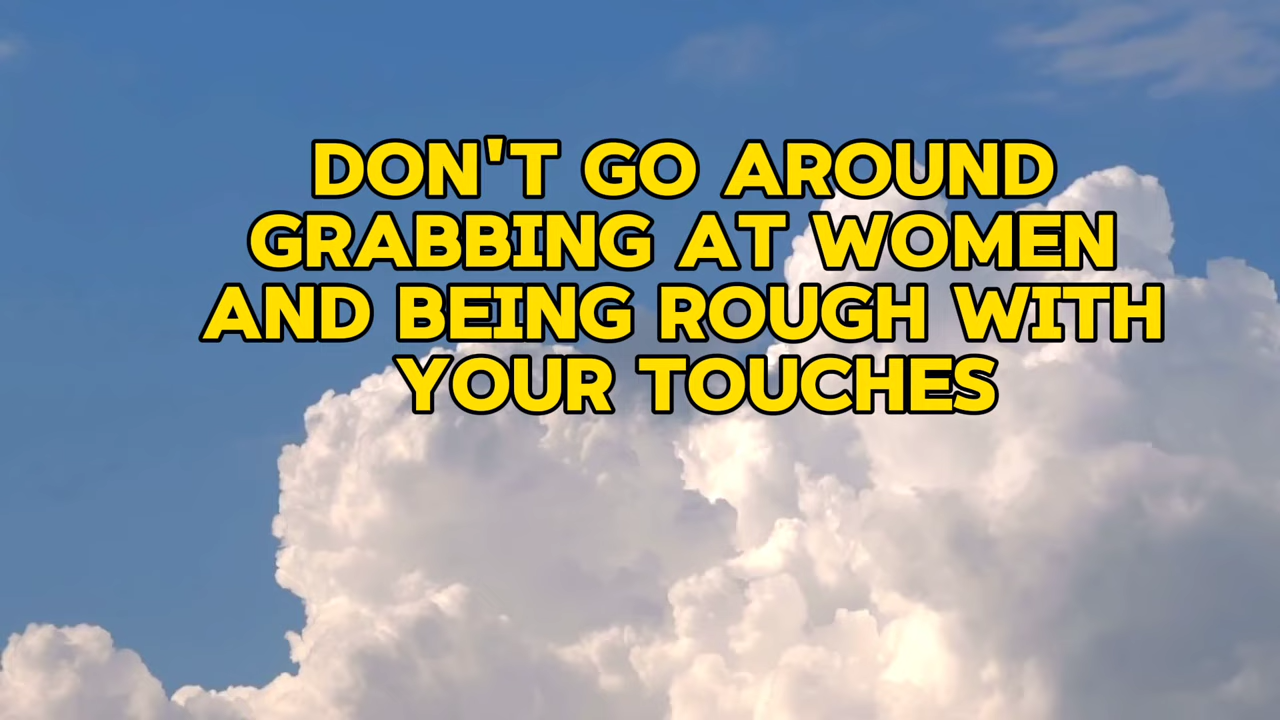 DON'T GO AROUND
GRABBING AT WOMEN
AND BEING ROUGH WITH
YOUR TOUCHES